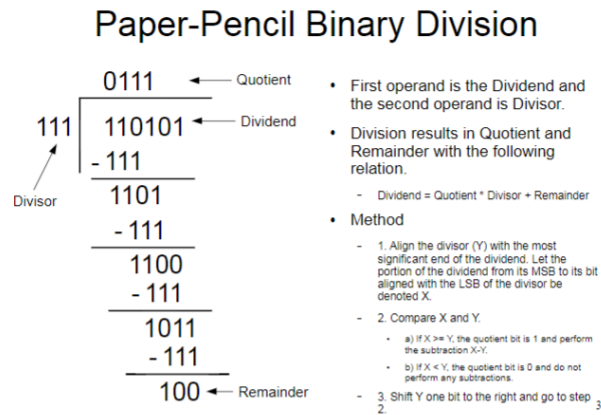 Paper-Pencil Binary Division
0111
Quotient
111
110101
Dividend
- 111
Divisor
1101
- 111
1100
- 111
1011
- 111
100
Remainder
• First operand is the Dividend and
the second operand is Divisor.
• Division results in Quotient and
Remainder with the following
relation.
- Dividend = Quotient * Divisor + Remainder
• Method
- 1. Align the divisor (Y) with the most
significant end of the dividend. Let the
portion of the dividend from its MSB to its bit
aligned with the LSB of the divisor be
denoted X.
- 2. Compare X and Y.
• a) If X >= Y, the quotient bit is 1 and perform
the subtraction X-Y.
• b) If X < Y, the quotient bit is 0 and do not
perform any subtractions.
- 3. Shift Y one bit to the right and go to step
2.
3